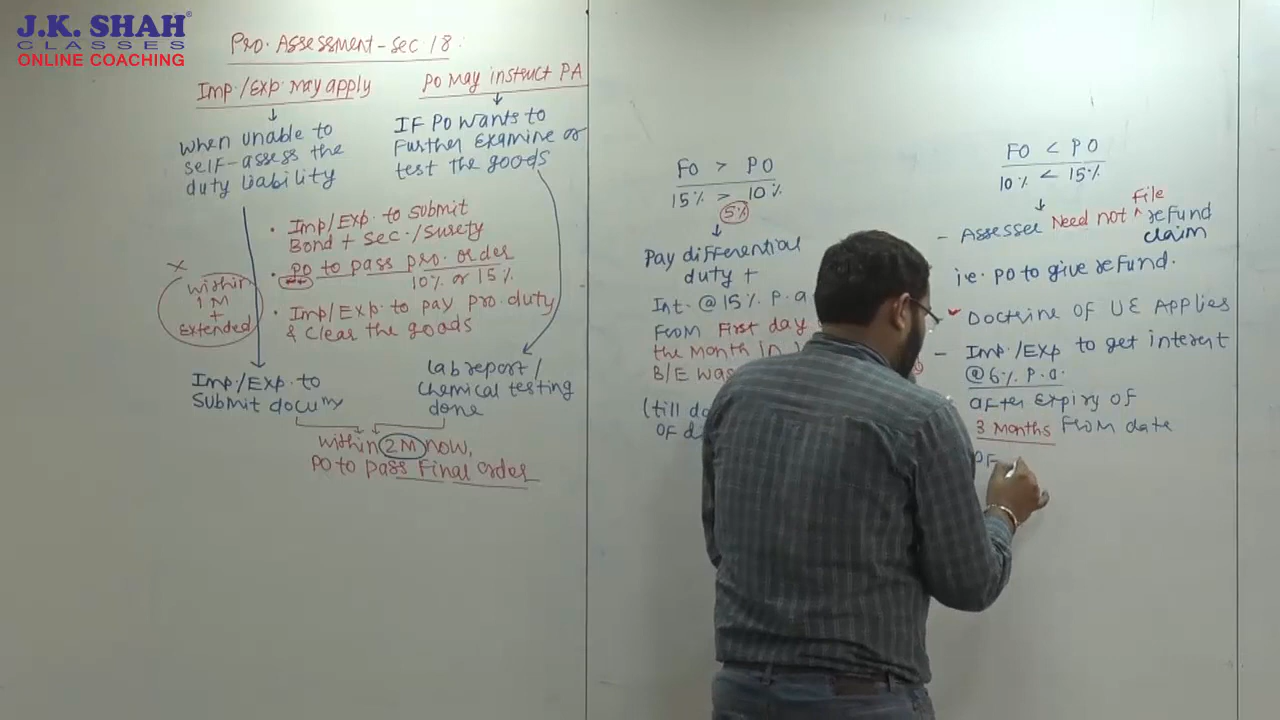 J.K. SHAH®
CLASSES
ONLINE COACHING
Pro. Assessment - Sec 18:
Imp./Exp. may apply
When unable to
self-assess the
duty liability
PO may instruct PA
IF PO wants to
Further Examine or
test the goods
• Imp/Exp. to submit
Bond + Sec./Surety
• PO to pass pro. order
10% or 15%
• Imp/Exp. to pay pro. duty
& clear the goods
X
within
1 M
+
Extended
Imp./Exp. to
Submit docum
Lab report/
Chemical testing
done
within 2M now,
PO to pass Final order
FO > PO
15% > 10%
5%
Pay differential
duty +
Int. @ 15% p.a
From First day
the Month in
B/E was
(till da
OF d
FO < PO
10% < 15%
- Assessee Need not File refund
claim
i.e. PO to give refund.
✓ Doctrine OF UE Applies
- Imp./Exp to get interest
@ 6% p.a.
after expiry of
3 Months From date
OF